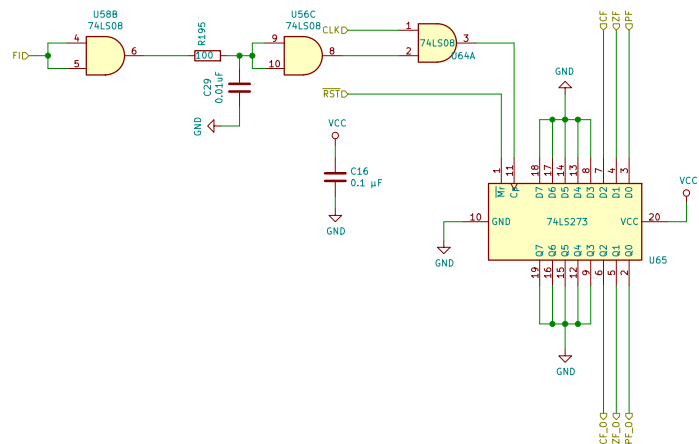 U58B
74LS08
4
5
6
FI
R195
100
C29
0.01uF
GND
U56C
74LS08
9
10
8
CLK
1
2
3
74LS08
U64A
RST
VCC
C16
0.1 µF
GND
CF
ZF
PF
GND
1
11
18
17
14
13
8
7
4
3
Mr
Cp
D7
D6
D5
D4
D3
D2
D1
D0
10
GND
74LS273
VCC
20
VCC
GND
Q7
Q6
Q5
Q4
Q3
Q2
Q1
Q0
U65
19
16
15
12
9
6
5
2
GND
CF_O
ZF_O
PF_O